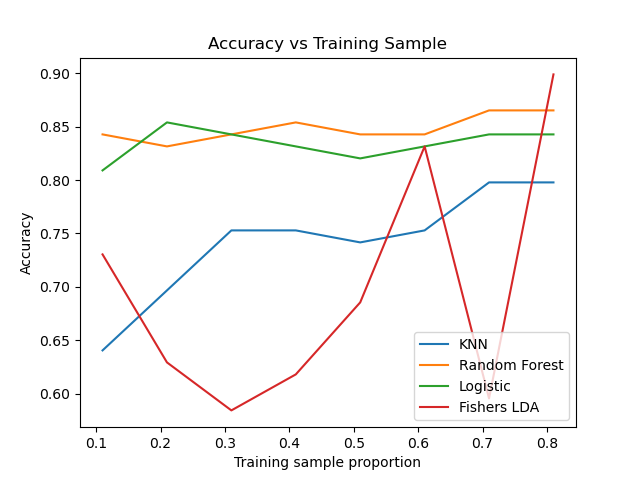 Accuracy vs Training Sample
0.90
0.85
0.80
0.75
0.70
0.65
0.60
Accuracy
KNN
Random Forest
Logistic
Fishers LDA
0.1 0.2 0.3 0.4 0.5 0.6 0.7 0.8
Training sample proportion